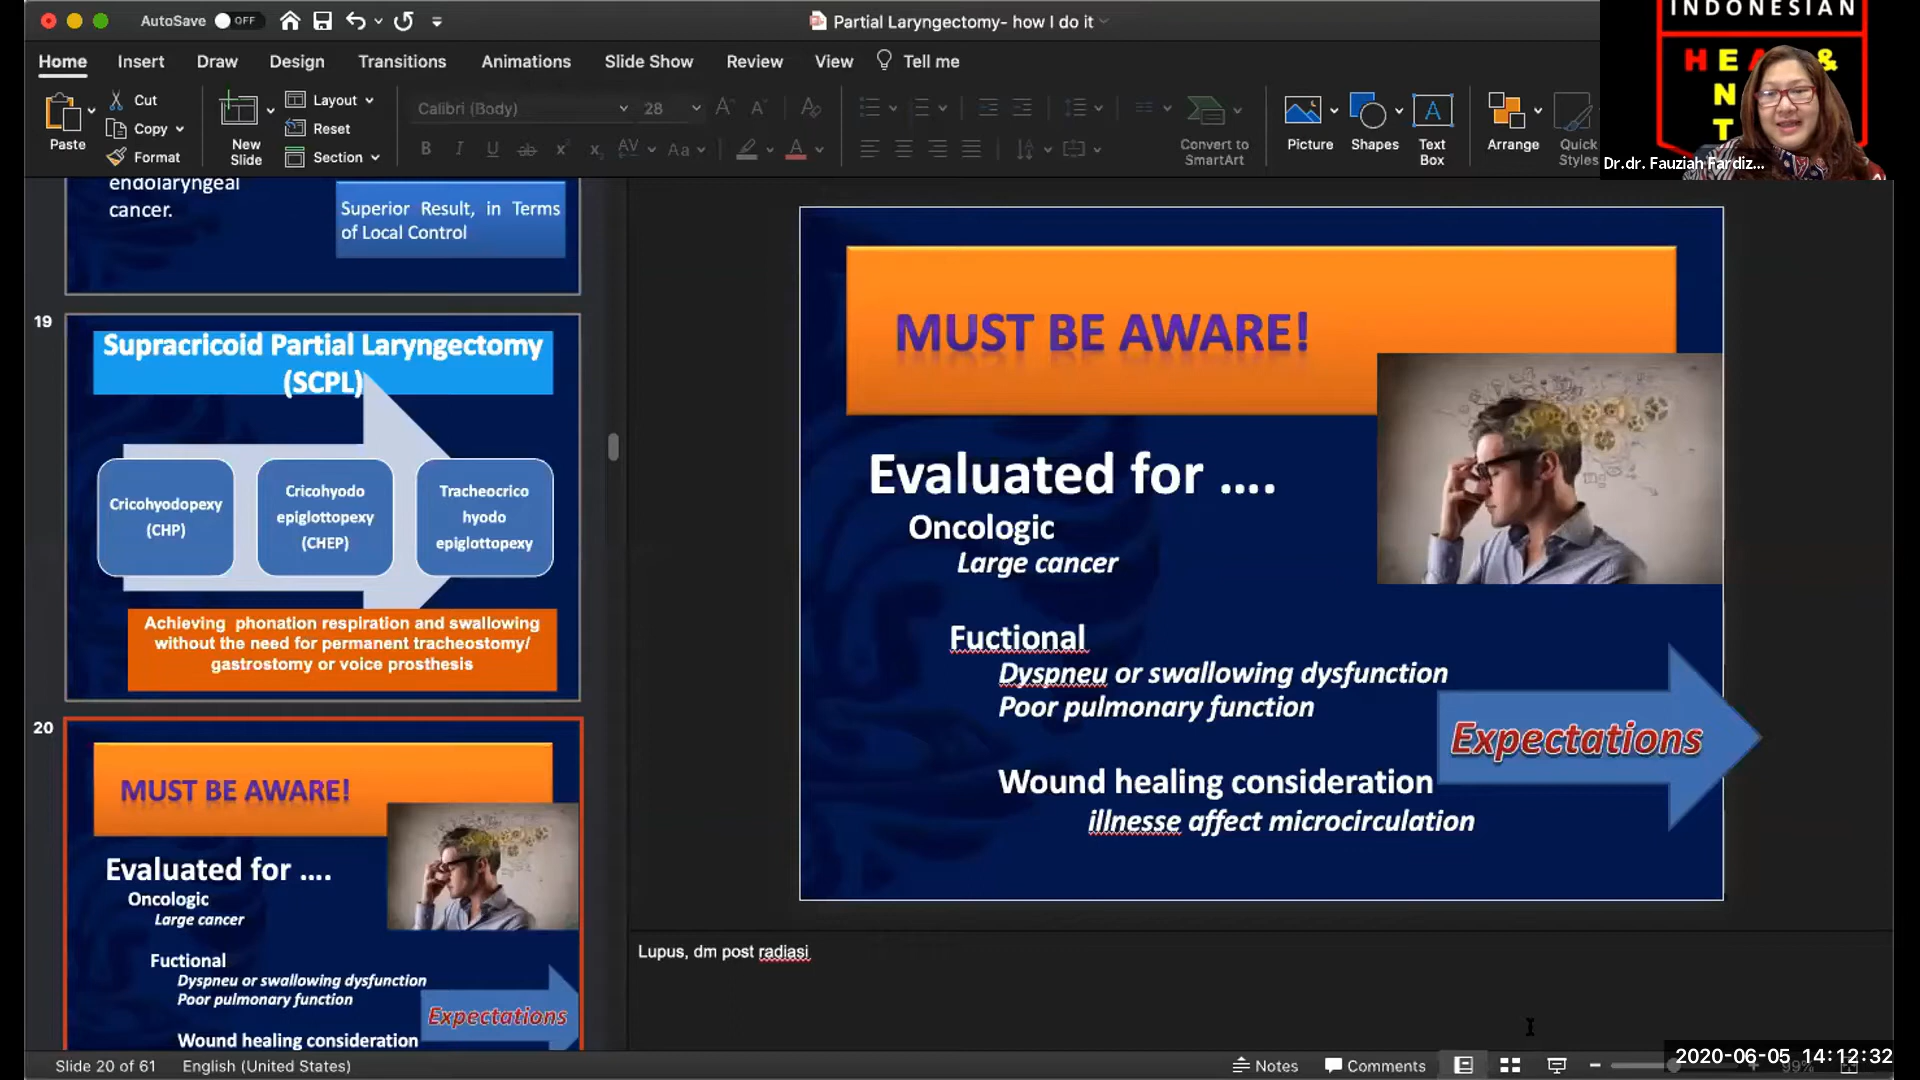 AutoSave OFF
Partial Laryngectomy- how I do it
INDONESIAN
Home Insert Draw Design Transitions Animations Slide Show Review View Tell me
Paste
Cut
Copy
Format
New
Slide
Layout
Reset
Section
Calibri (Body) 28
Convert to
SmartArt
Picture
Shapes
Text
Box
Arrange
Quick
Styles
Dr.dr. Fauziah Fardiz...
endolaryngeal
cancer.
Superior Result, in Terms
of Local Control
19
Supracricoid Partial Laryngectomy
(SCPL)
Cricohyodopexy
(CHP)
Cricohyodo
epiglottopexy
(CHEP)
Tracheocrico
hyodo
epiglottopexy
Achieving phonation respiration and swallowing
without the need for permanent tracheostomy/
gastrostomy or voice prosthesis
20
MUST BE AWARE!
Evaluated for ....
Oncologic
Large cancer
Fuctional
Dyspneu or swallowing dysfunction
Poor pulmonary function
Expectations
Wound healing consideration
MUST BE AWARE!
Evaluated for ....
Oncologic
Large cancer
Fuctional
Dyspneu or swallowing dysfunction
Poor pulmonary function
Expectations
Wound healing consideration
illnesse affect microcirculation
Lupus, dm post radiasi
Slide 20 of 61 English (United States)
Notes Comments
2020-06-05 14:12:32